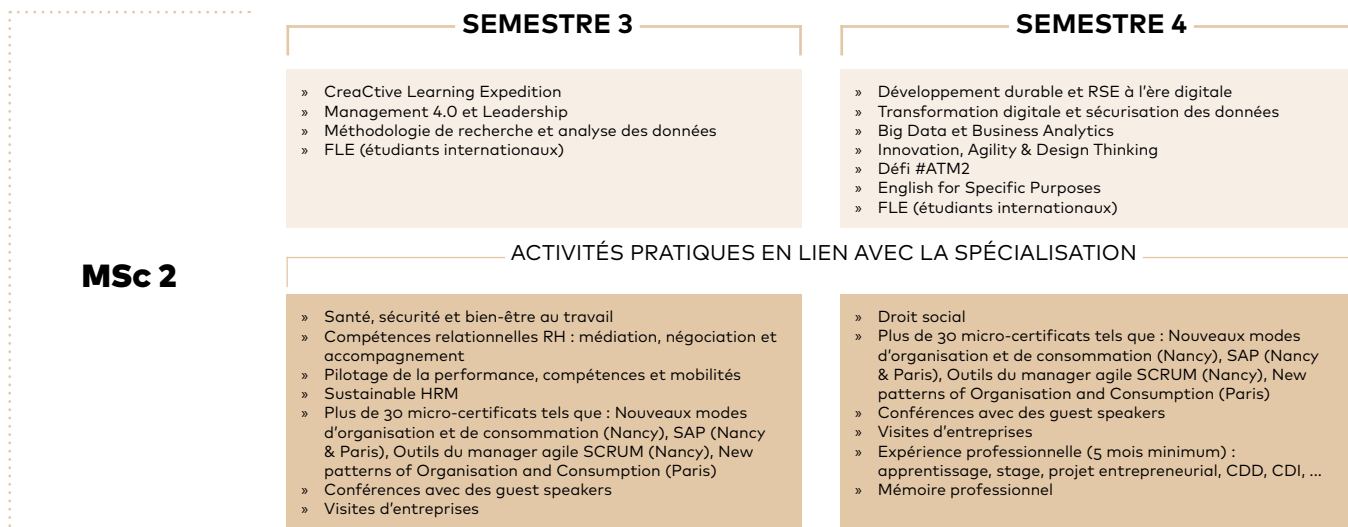 MSc 2
SEMESTRE 3
» CreaCtive Learning Expedition
» Management 4.0 et Leadership
» Méthodologie de recherche et analyse des données
» FLE (étudiants internationaux)
SEMESTRE 4
» Développement durable et RSE à l'ère digitale
» Transformation digitale et sécurisation des données
» Big Data et Business Analytics
» Innovation, Agility & Design Thinking
» Défi #ATM2
» English for Specific Purposes
» FLE (étudiants internationaux)
ACTIVITÉS PRATIQUES EN LIEN AVEC LA SPÉCIALISATION
» Santé, sécurité et bien-être au travail
» Compétences relationnelles RH : médiation, négociation et
accompagnement
» Pilotage de la performance, compétences et mobilités
» Sustainable HRM
» Plus de 30 micro-certificats tels que : Nouveaux modes
d'organisation et de consommation (Nancy), SAP (Nancy
& Paris), Outils du manager agile SCRUM (Nancy), New
patterns of Organisation and Consumption (Paris)
» Conférences avec des guest speakers
» Visites d'entreprises
» Droit social
» Plus de 30 micro-certificats tels que : Nouveaux modes
d'organisation et de consommation (Nancy), SAP (Nancy
& Paris), Outils du manager agile SCRUM (Nancy), New
patterns of Organisation and Consumption (Paris)
» Conférences avec des guest speakers
» Visites d'entreprises
» Expérience professionnelle (5 mois minimum) :
apprentissage, stage, projet entrepreneurial, CDD, CDI, ...
» Mémoire professionnel